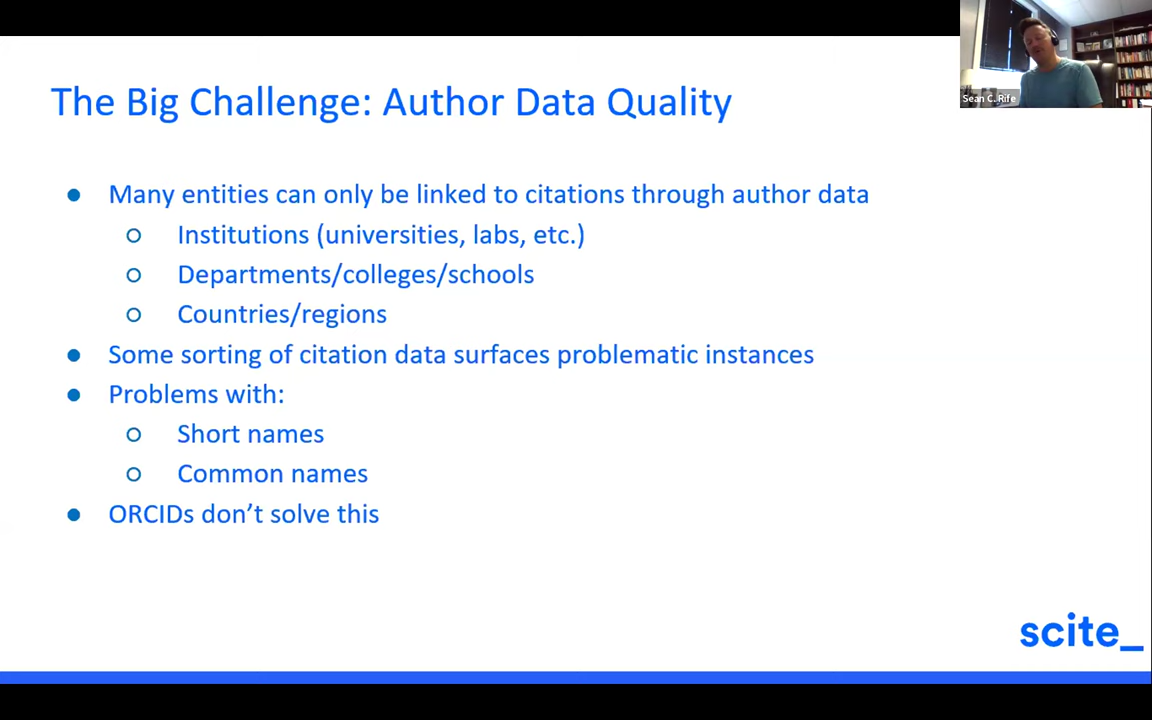 The Big Challenge: Author Data Quality
Sean C. Rife
● Many entities can only be linked to citations through author data
○ Institutions (universities, labs, etc.)
○ Departments/colleges/schools
○ Countries/regions
● Some sorting of citation data surfaces problematic instances
● Problems with:
○ Short names
○ Common names
● ORCIDs don’t solve this
scite_